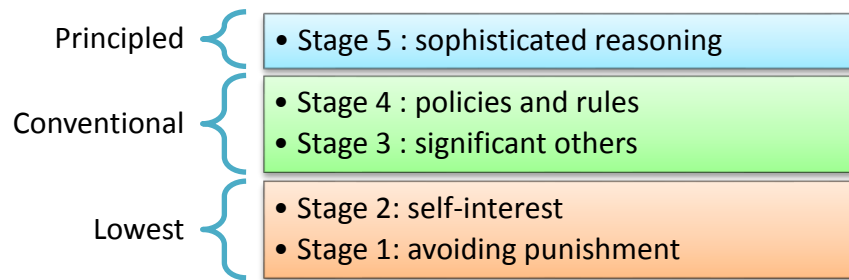 Principled
• Stage 5 : sophisticated reasoning
Conventional
• Stage 4 : policies and rules
• Stage 3 : significant others
Lowest
• Stage 2: self-interest
• Stage 1: avoiding punishment